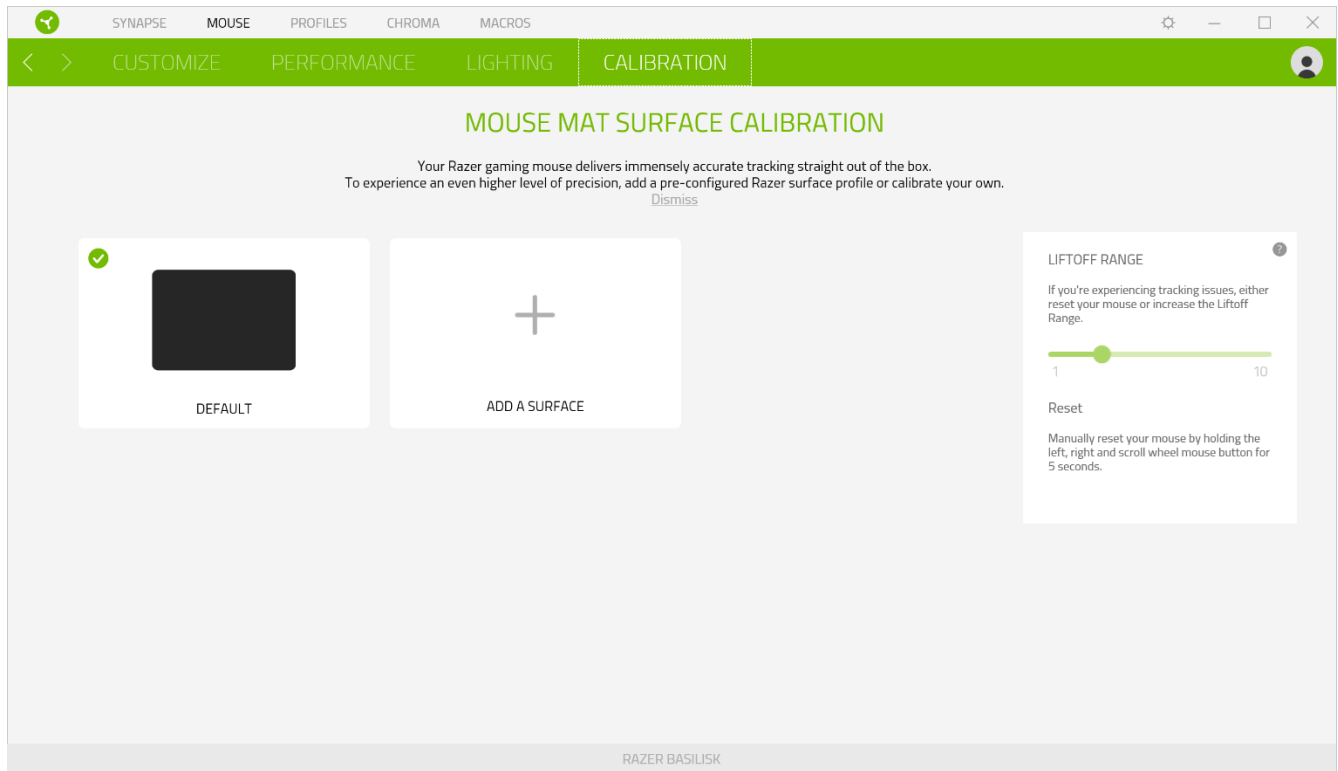 SYNAPSE MOUSE PROFILES CHROMA MACROS
CUSTOMIZE PERFORMANCE LIGHTING CALIBRATION
MOUSE MAT SURFACE CALIBRATION
Your Razer gaming mouse delivers immensely accurate tracking straight out of the box.
To experience an even higher level of precision, add a pre-configured Razer surface profile or calibrate your own.
Dismiss
DEFAULT
ADD A SURFACE
LIFTOFF RANGE
?
If you're experiencing tracking issues, either
reset your mouse or increase the Liftoff
Range.
1 10
Reset
Manually reset your mouse by holding the
left, right and scroll wheel mouse button for
5 seconds.
RAZER BASILISK